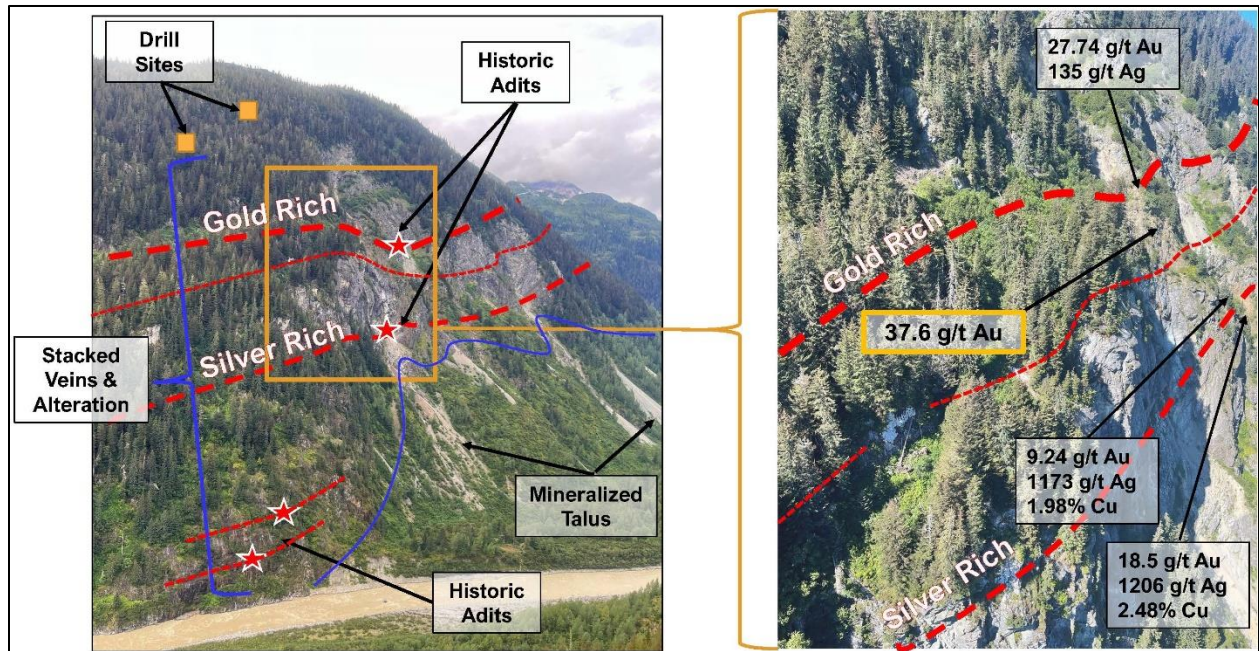 Drill
Sites
Historic
Adits
Gold Rich
Silver Rich
Stacked
Veins &
Alteration
Mineralized
Talus
Historic
Adits
27.74 g/t Au
135 g/t Ag
Gold Rich
37.6 g/t Au
9.24 g/t Au
1173 g/t Ag
1.98% Cu
Silver Rich
18.5 g/t Au
1206 g/t Ag
2.48% Cu